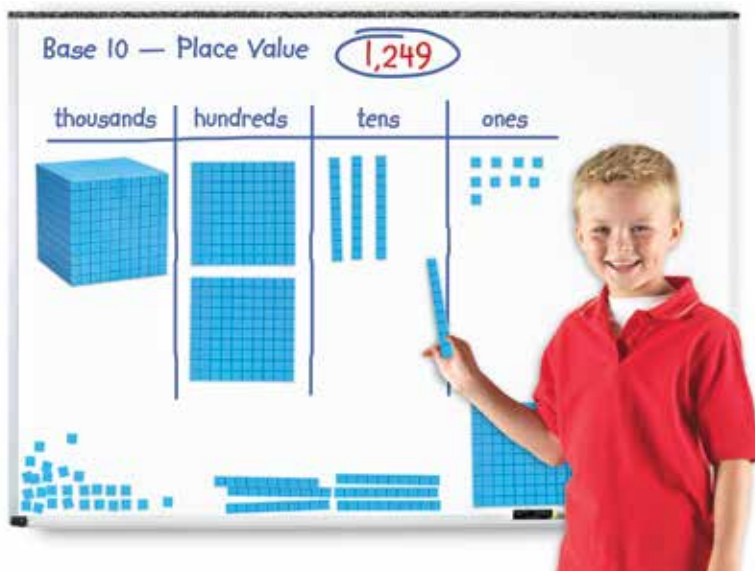 Base 10 — Place Value 1,249
thousands hundreds tens ones